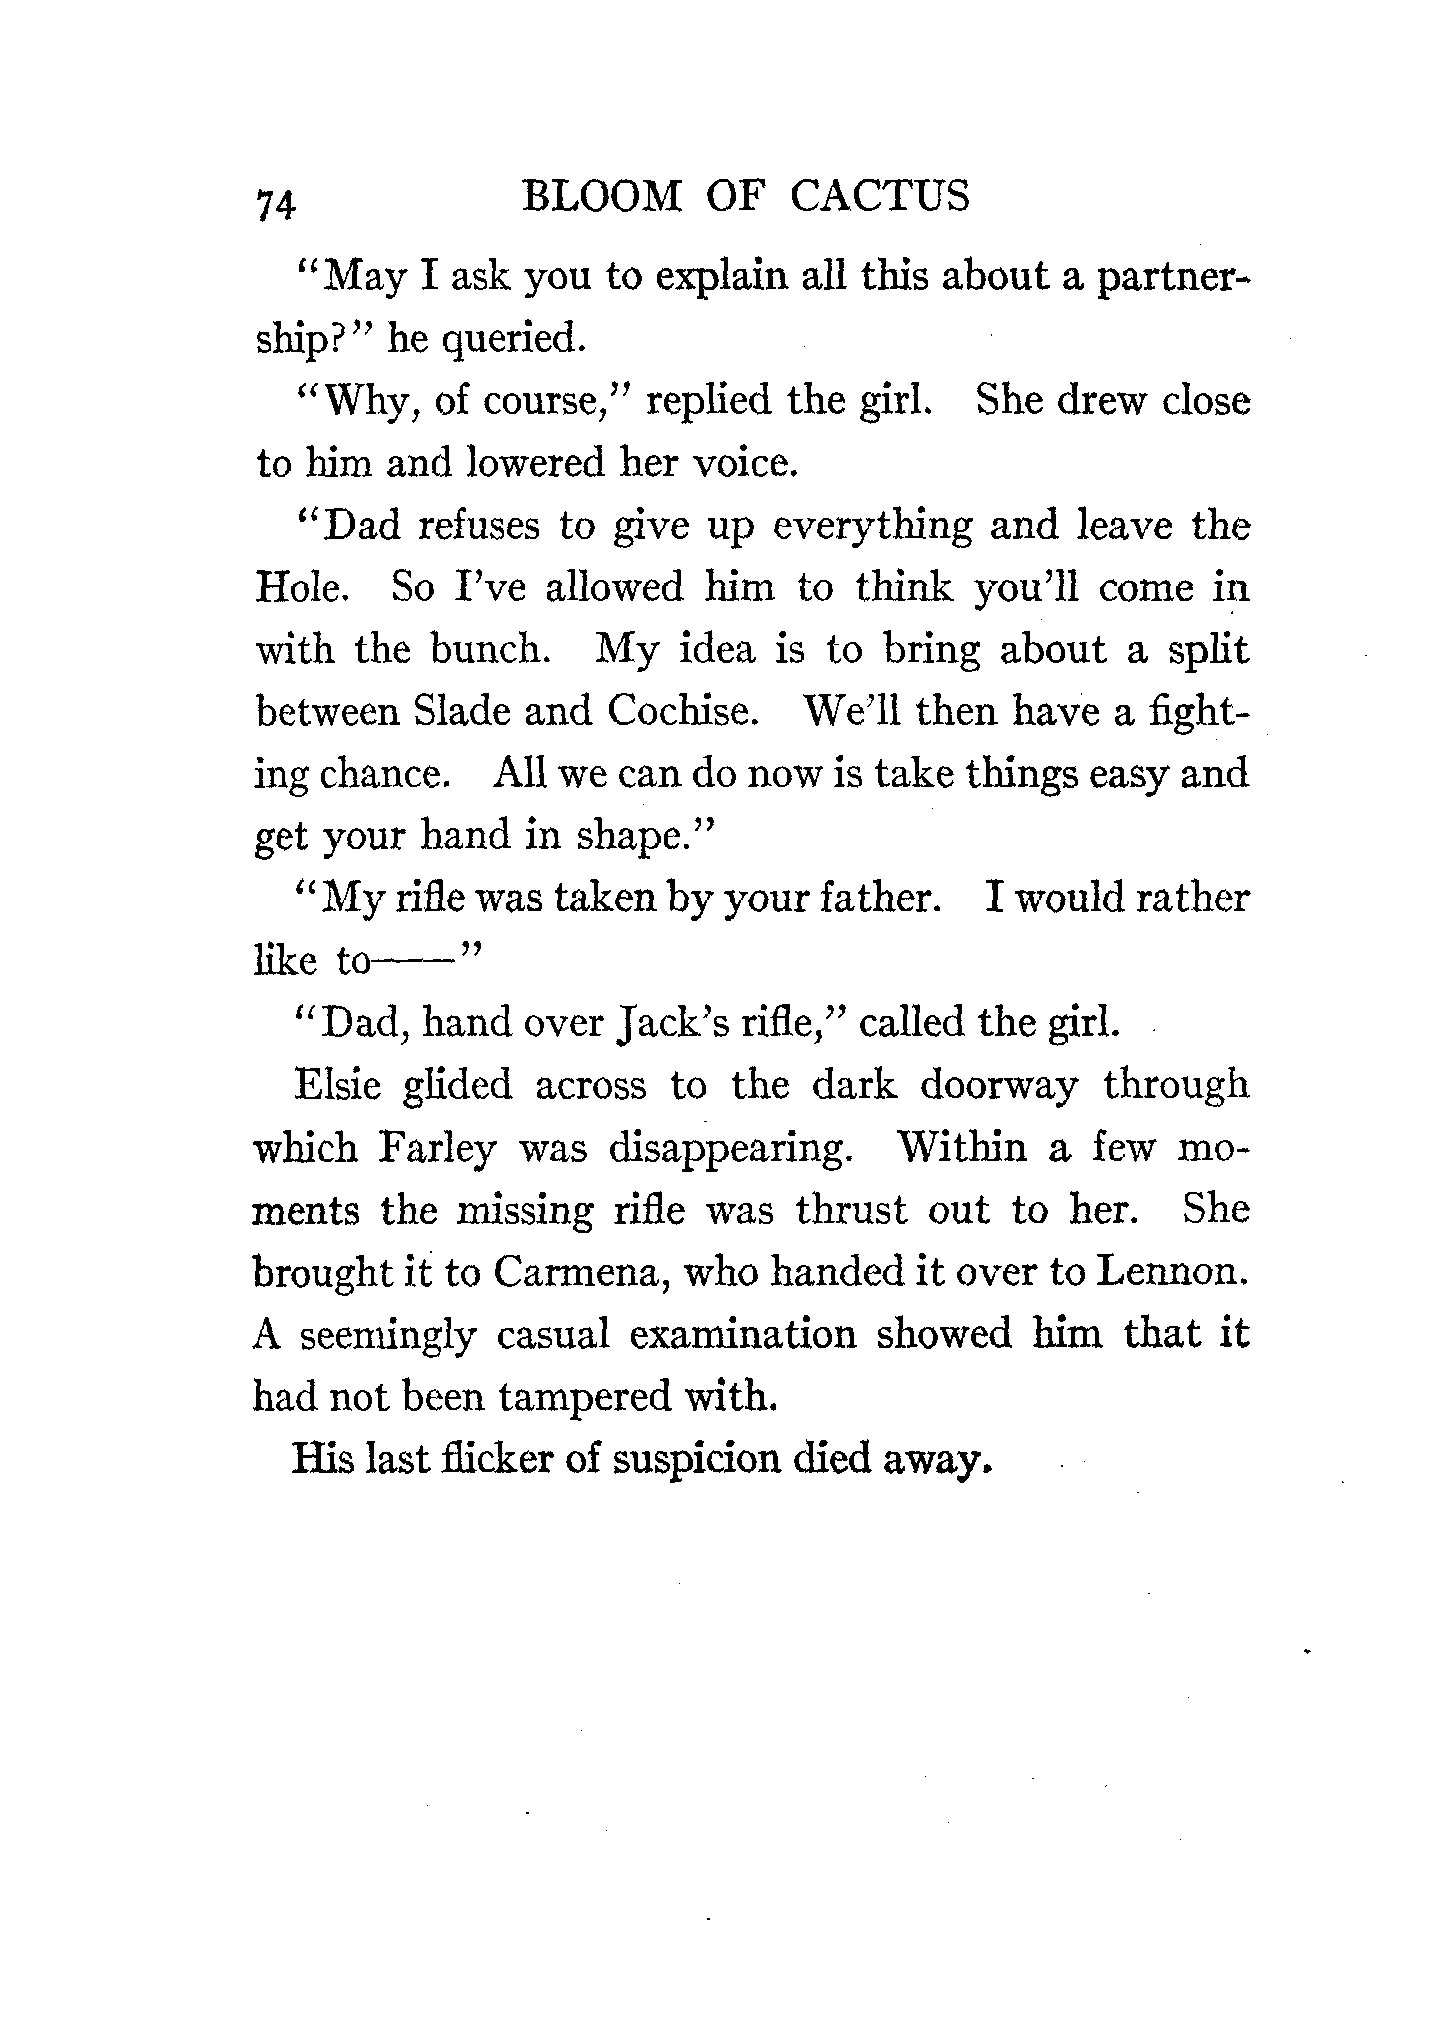 74 BLOOM OF CACTUS
“May I ask you to explain all this about a partner-
ship?” he queried.
“Why, of course,” replied the girl. She drew close
to him and lowered her voice.
“Dad refuses to give up everything and leave the
Hole. So I’ve allowed him to think you’ll come in
with the bunch. My idea is to bring about a split
between Slade and Cochise. We’ll then have a fight-
ing chance. All we can do now is take things easy and
get your hand in shape.”
“My rifle was taken by your father. I would rather
like to——”
“Dad, hand over Jack’s rifle,” called the girl.
Elsie glided across to the dark doorway through
which Farley was disappearing. Within a few mo-
ments the missing rifle was thrust out to her. She
brought it to Carmena, who handed it over to Lennon.
A seemingly casual examination showed him that it
had not been tampered with.
His last flicker of suspicion died away.